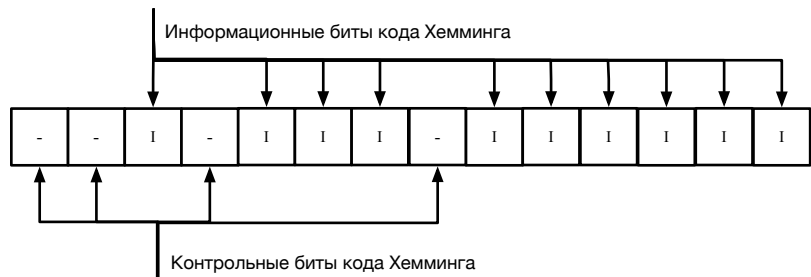 Информационные биты кода Хемминга
- - I - I I I - I I I I I I
Контрольные биты кода Хемминга